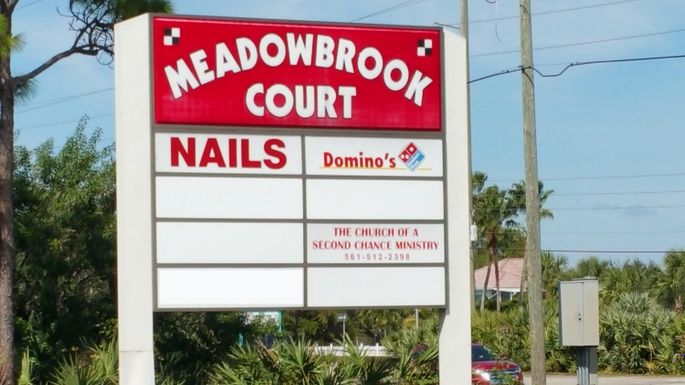 MEADOWBROOK
COURT
NAILS
Domino's
THE CHURCH OF A
SECOND CHANCE MINISTRY
561-512-2398